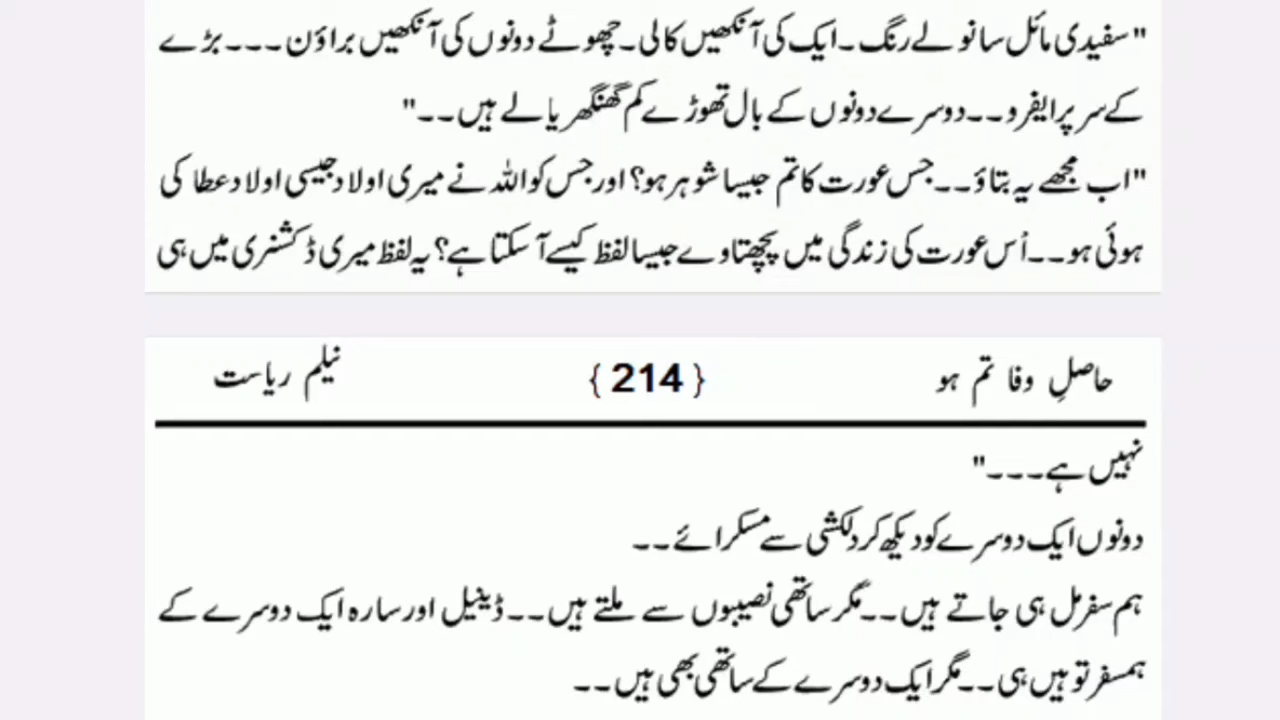 "سفیدی مائل سانولے رنگ۔ایک کی آنکھیں کالی۔چھوٹے دونوں کی آنکھیں براؤن۔۔۔بڑے
کے سر پر ایفرو۔۔دوسرے دونوں کے بال تھوڑے کم گھنگھریالے ہیں۔۔"
"اب مجھے یہ بتاؤ۔۔جس عورت کا تم جیسا شوہر ہو؟ اور جس کو اللہ نے میری اولاد جیسی اولاد عطا کی
ہوئی ہو۔۔اُس عورت کی زندگی میں پچھتاوے جیسا لفظ کیسے آ سکتا ہے؟ یہ لفظ میری ڈکشنری میں ہی
حاصلِ وفا تم ہو {214} نیلم ریاست
نہیں ہے۔۔۔"
دونوں ایک دوسرے کو دیکھ کر دلکشی سے مسکرائے۔۔
ہم سفر مل ہی جاتے ہیں۔۔مگر ساتھی نصیبوں سے ملتے ہیں۔۔ڈینیل اور سارہ ایک دوسرے کے
ہمسفر تو ہیں ہی۔۔مگر ایک دوسرے کے ساتھی بھی ہیں۔۔